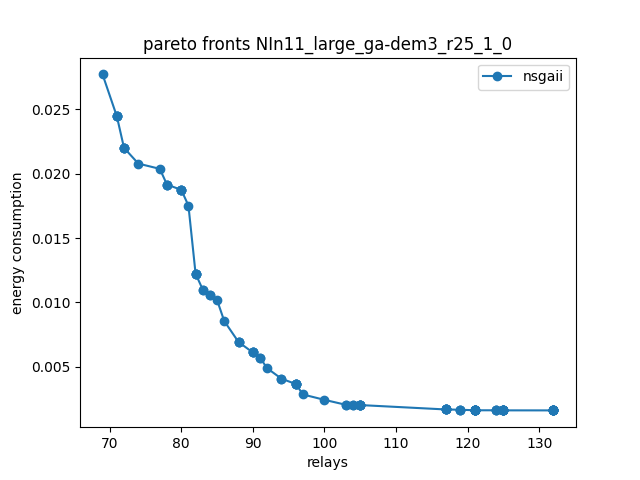 pareto fronts NIn11_large_ga-dem3_r25_1_0
nsgaii
energy consumption
0.025
0.020
0.015
0.010
0.005
70 80 90 100 110 120 130
relays